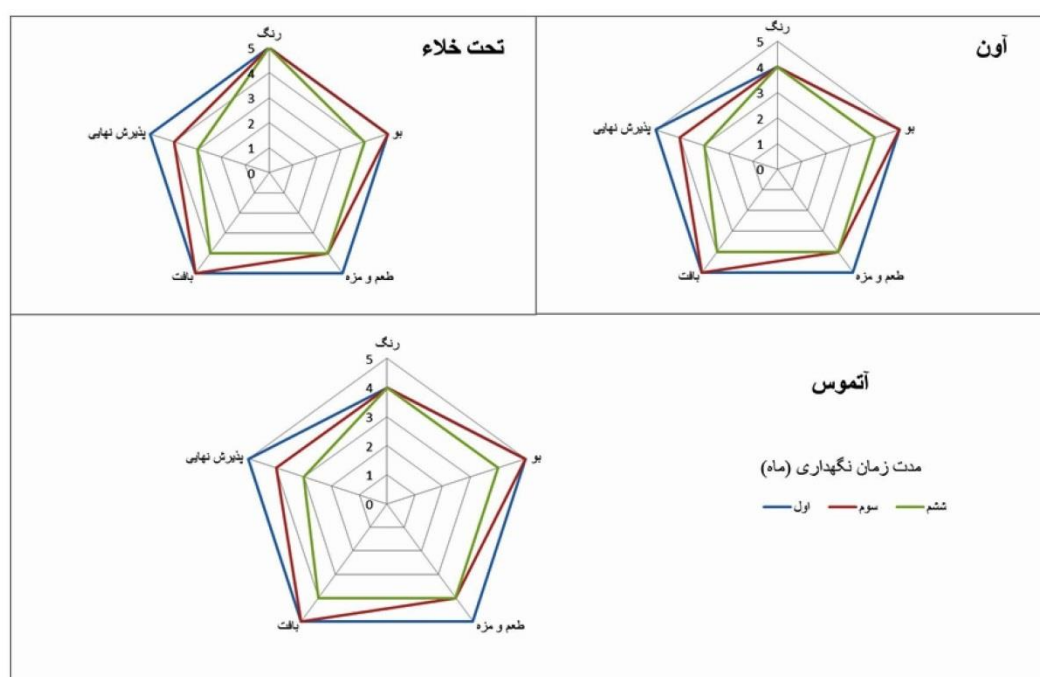 آون
رنگ
5
4
3
2
1
0
بو
طعم و مزه
بافت
پذیرش نهایی
تحت خلاء
رنگ
5
4
3
2
1
0
بو
طعم و مزه
بافت
پذیرش نهایی
آتموس
رنگ
5
4
3
2
1
0
بو
طعم و مزه
بافت
پذیرش نهایی
مدت زمان نگهداری (ماه)
اول سوم ششم